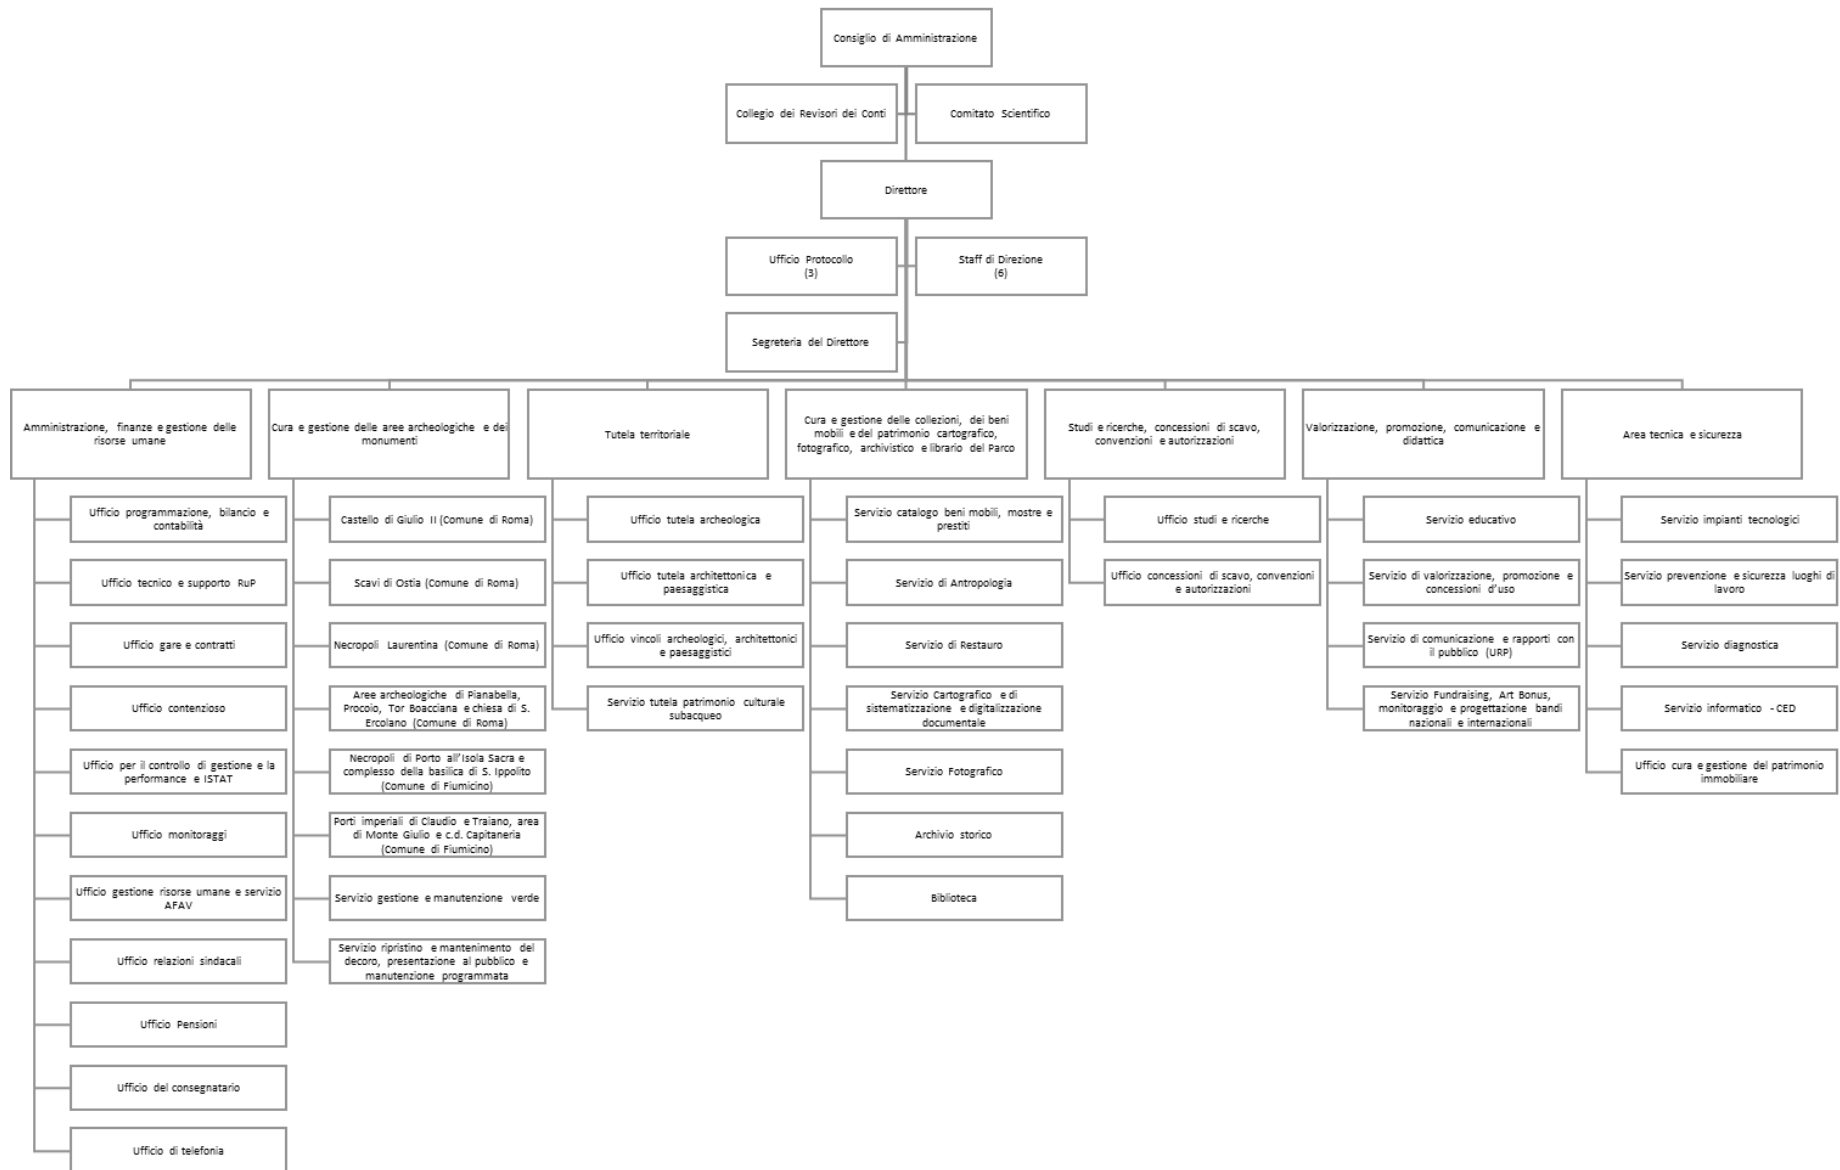 Consiglio di Amministrazione
Collegio dei Revisori dei Conti
Comitato Scientifico
Direttore
Ufficio Protocollo
(3)
Staff di Direzione
(6)
Segreteria del Direttore
Amministrazione, finanze e gestione delle
risorse umane
Ufficio programmazione, bilancio e
contabilità
Ufficio tecnico e supporto RuP
Ufficio gare e contratti
Ufficio contenzioso
Ufficio per il controllo di gestione e la
performance e ISTAT
Ufficio monitoraggi
Ufficio gestione risorse umane e servizio
AFAV
Ufficio relazioni sindacali
Ufficio Pensioni
Ufficio del consegnatario
Ufficio di telefonia
Cura e gestione delle aree archeologiche e dei
monumenti
Castello di Giulio II (Comune di Roma)
Scavi di Ostia (Comune di Roma)
Necropoli Laurentina (Comune di Roma)
Aree archeologiche di Pianabella,
Procoio, Tor Boacciana e chiesa di S.
Ercolano (Comune di Roma)
Necropoli di Porto all'Isola Sacra e
complesso della basilica di S. Ippolito
(Comune di Fiumicino)
Porti imperiali di Claudio e Traiano, area
di Monte Giulio e c.d. Capitaneria
(Comune di Fiumicino)
Servizio gestione e manutenzione verde
Servizio ripristino e mantenimento del
decoro, presentazione al pubblico e
manutenzione programmata
Tutela territoriale
Ufficio tutela archeologica
Ufficio tutela architettonica e
paesaggistica
Ufficio vincoli archeologici, architettonici
e paesaggistici
Servizio tutela patrimonio culturale
subacqueo
Cura e gestione delle collezioni, dei beni
mobili e del patrimonio cartografico,
fotografico, archivistico e librario del Parco
Servizio catalogo beni mobili, mostre e
prestiti
Servizio di Antropologia
Servizio di Restauro
Servizio Cartografico e di
sistematizzazione e digitalizzazione
documentale
Servizio Fotografico
Archivio storico
Biblioteca
Studi e ricerche, concessioni di scavo,
convenzioni e autorizzazioni
Ufficio studi e ricerche
Ufficio concessioni di scavo, convenzioni
e autorizzazioni
Valorizzazione, promozione, comunicazione e
didattica
Servizio educativo
Servizio di valorizzazione, promozione e
concessioni d'uso
Servizio di comunicazione e rapporti con
il pubblico (URP)
Servizio Fundraising, Art Bonus,
monitoraggio e progettazione bandi
nazionali e internazionali
Area tecnica e sicurezza
Servizio impianti tecnologici
Servizio prevenzione e sicurezza luoghi di
lavoro
Servizio diagnostica
Servizio informatico - CED
Ufficio cura e gestione del patrimonio
immobiliare